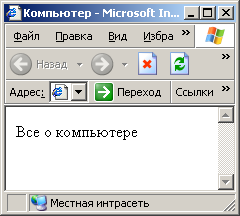 Компьютер - Microsoft In...
Файл Правка Вид Избра »
Назад »
Адрес: Переход Ссылки »
Все о компьютере
Местная интрасеть